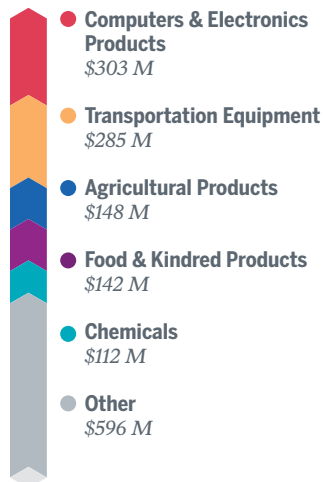 Computers & Electronics
Products
$303 M
Transportation Equipment
$285 M
Agricultural Products
$148 M
Food & Kindred Products
$142 M
Chemicals
$112 M
Other
$596 M